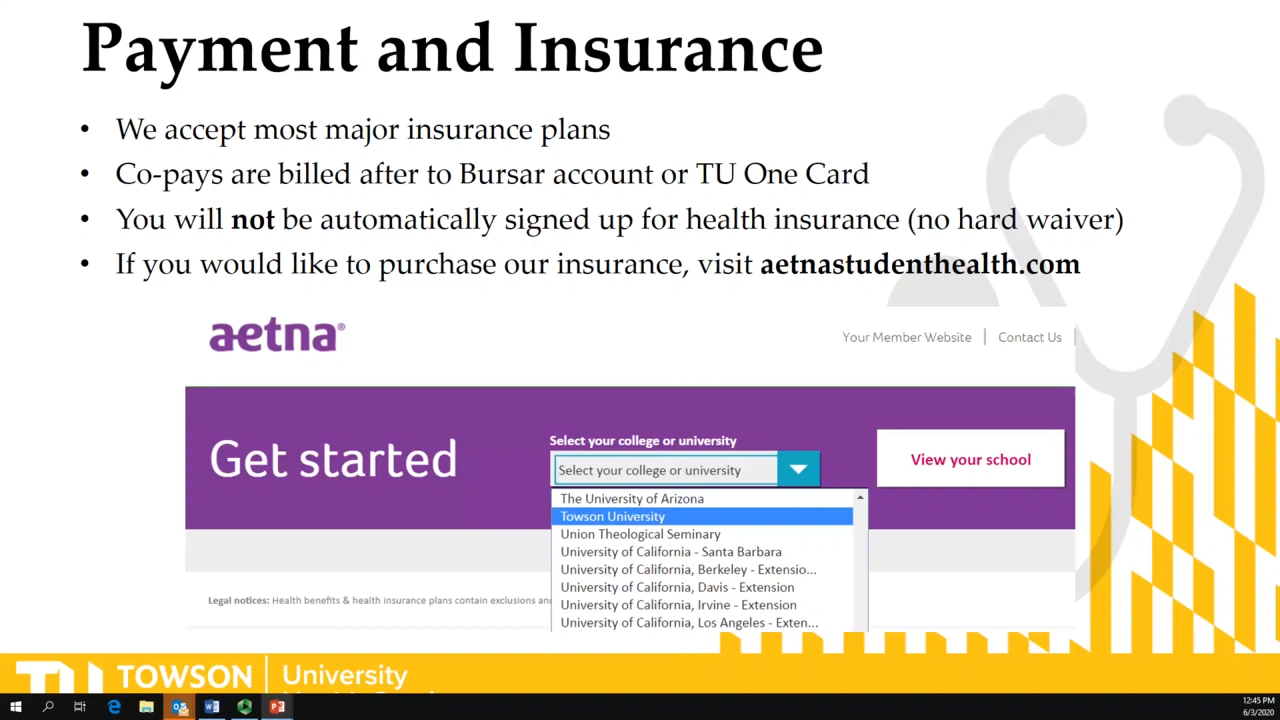 Payment and Insurance
• We accept most major insurance plans
• Co-pays are billed after to Bursar account or TU One Card
• You will not be automatically signed up for health insurance (no hard waiver)
• If you would like to purchase our insurance, visit aetnastudenthealth.com
aetna®
Your Member Website | Contact Us |
Get started
Select your college or university
Select your college or university
View your school
The University of Arizona
Towson University
Union Theological Seminary
University of California - Santa Barbara
University of California, Berkeley - Extensio...
University of California, Davis - Extension
University of California, Irvine - Extension
University of California, Los Angeles - Exten...
Legal notices: Health benefits & health insurance plans contain exclusions an
TU TOWSON | University
12:45 PM
6/3/2020